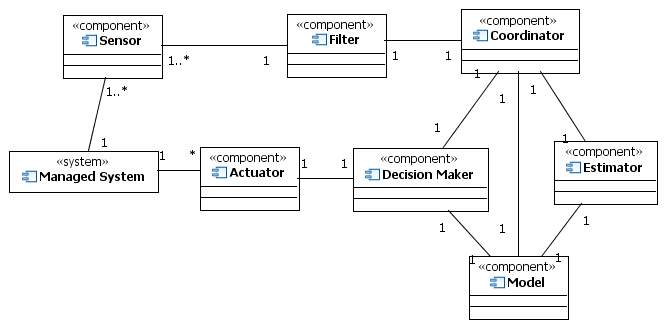 «component»
Sensor
«component»
Filter
«component»
Coordinator
1..*
1
1
1
1
1
1
1..*
1
1
1
«system»
Managed System
1
*
«component»
Actuator
1
1
«component»
Decision Maker
«component»
Estimator
1
1
1
1
1
«component»
Model